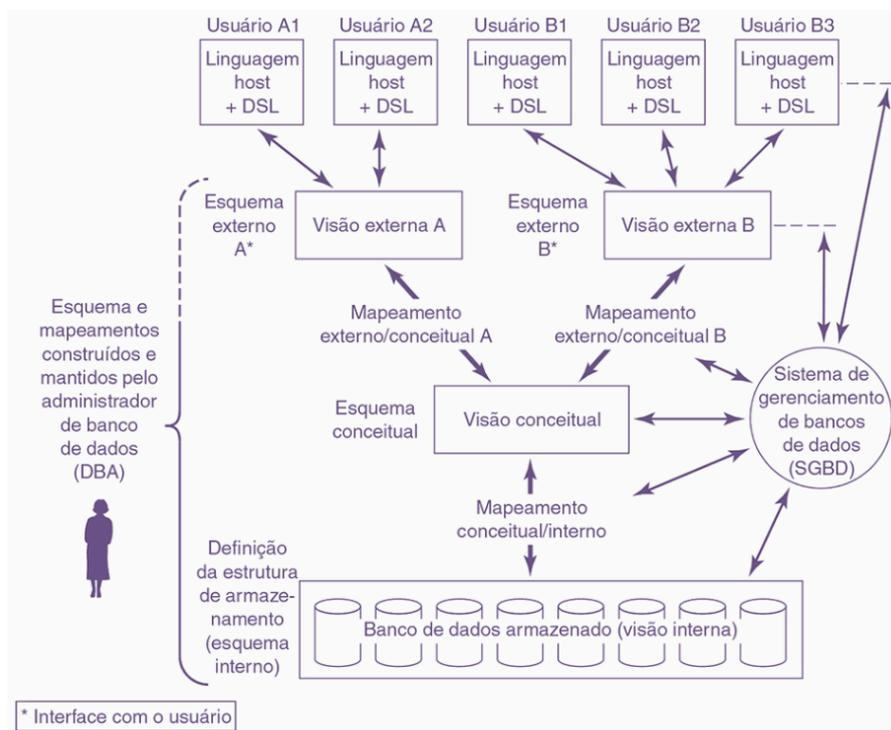 Usuário A1
Usuário A2
Usuário B1
Usuário B2
Usuário B3
Linguagem
host
+ DSL
Linguagem
host
+ DSL
Linguagem
host
+ DSL
Linguagem
host
+ DSL
Linguagem
host
+ DSL
Esquema
externo
A*
Visão externa A
Esquema
externo
B*
Visão externa B
Esquema e
mapeamentos
construídos e
mantidos pelo
administrador
de banco
de dados
(DBA)
Mapeamento
externo/conceitual A
Mapeamento
externo/conceitual B
Esquema
conceitual
Visão conceitual
Sistema de
gerenciamento
de bancos
de dados
(SGBD)
Mapeamento
conceitual/interno
Definição
da estrutura
de armaze-
namento
(esquema
interno)
Banco de dados armazenado (visão interna)
* Interface com o usuário